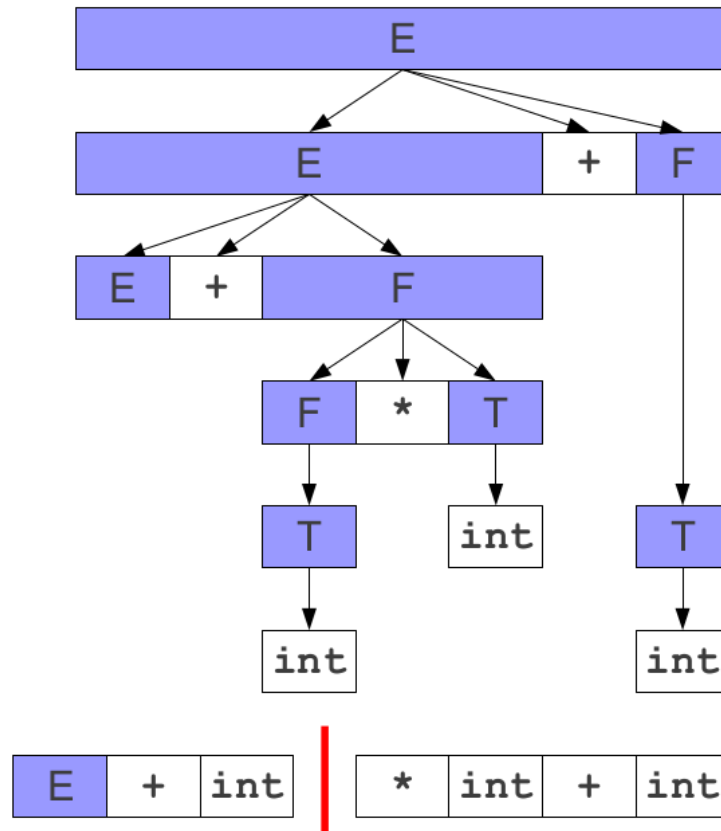 E
E + F
E + F
F * T
T int T
int int
E + int * int + int